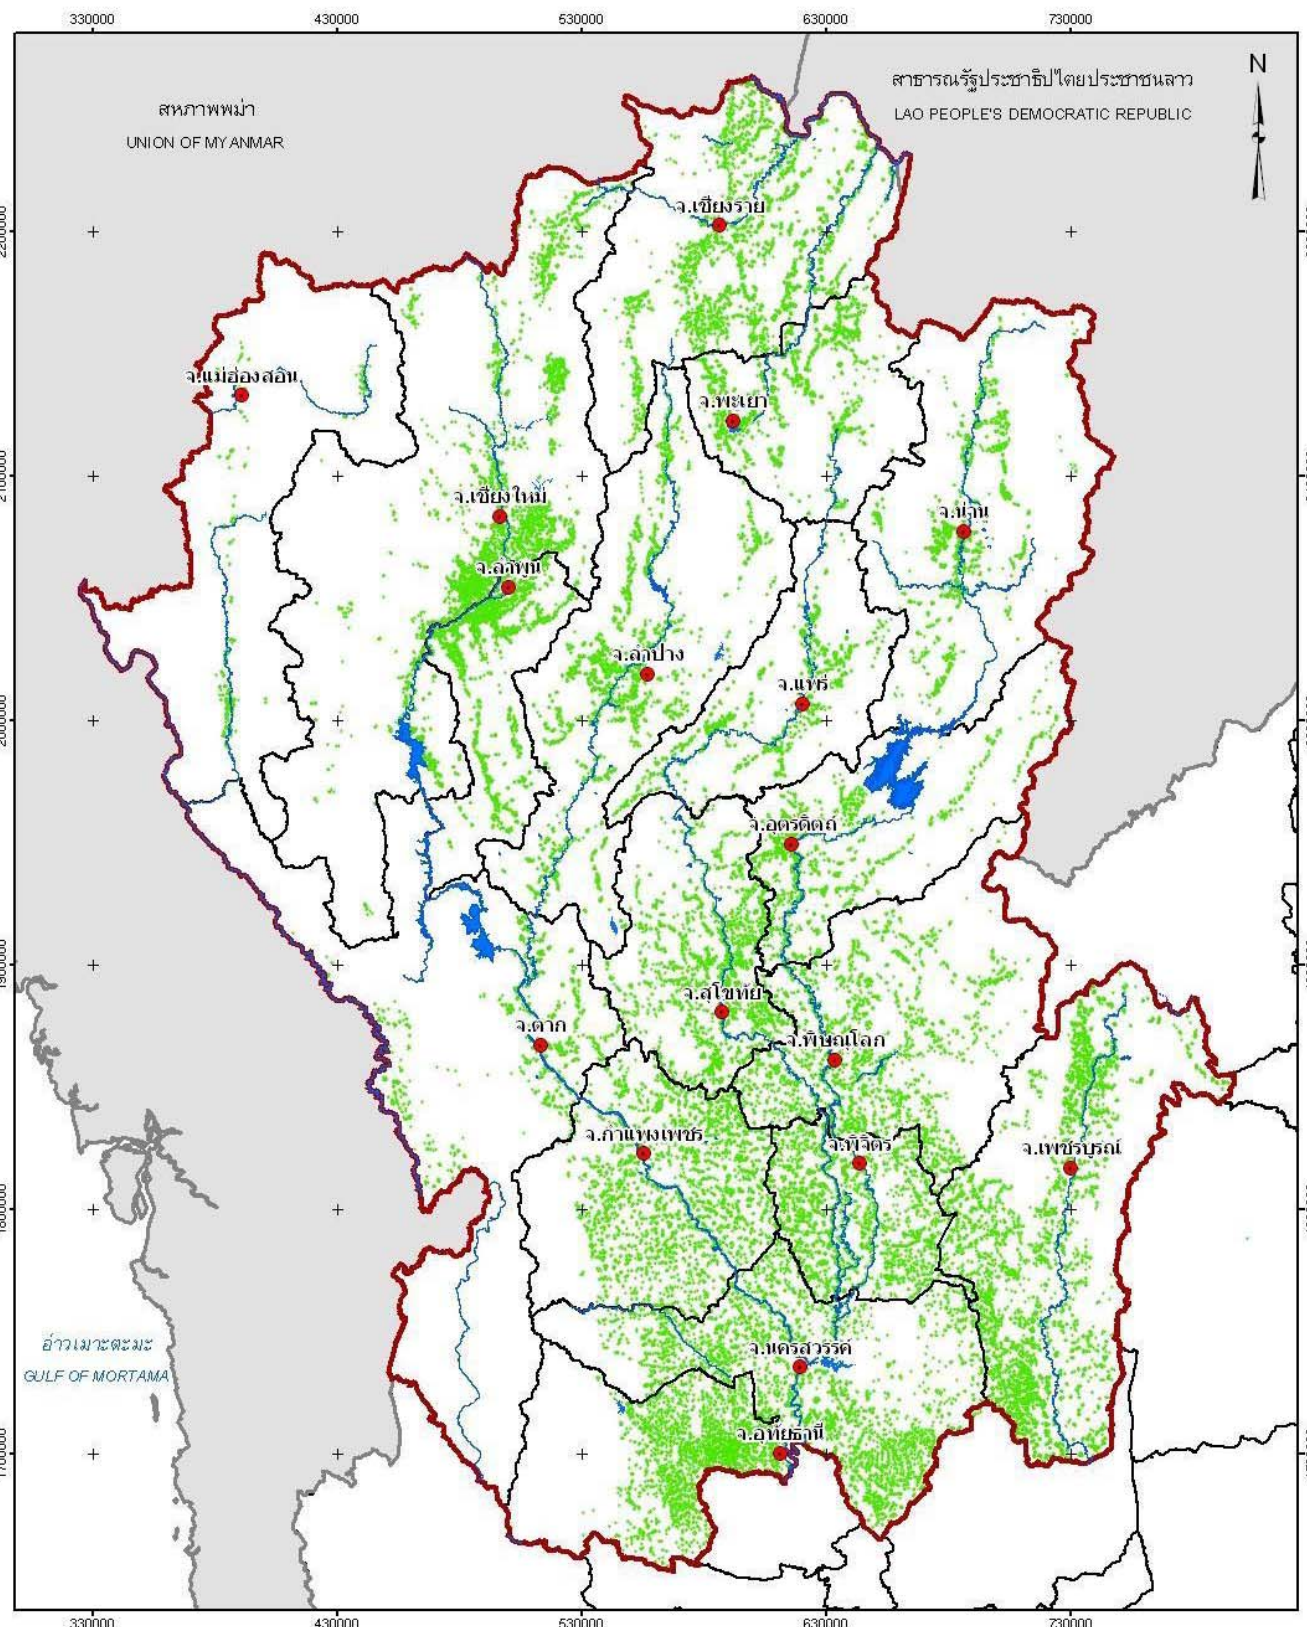 330000 430000 530000 630000 730000
สหภาพพม่า
UNION OF MYANMAR
สาธารณรัฐประชาธิปไตยประชาชนลาว
LAO PEOPLE'S DEMOCRATIC REPUBLIC
N
จ.เชียงราย
2200000
จ.แม่ฮ่องสอน
จ.พะเยา
2100000
จ.เชียงใหม่
จ.น่าน
จ.ลำพูน
จ.ลำปาง
จ.แพร่
2000000
จ.อุตรดิตถ์
1900000
จ.สุโขทัย
จ.ตาก
จ.พิษณุโลก
จ.กำแพงเพชร
จ.พิจิตร
จ.เพชรบูรณ์
1800000
อ่าวเมาะตะมะ
GULF OF MORTAMA
จ.นครสวรรค์
จ.อุทัยธานี
1700000
330000 430000 530000 630000 730000